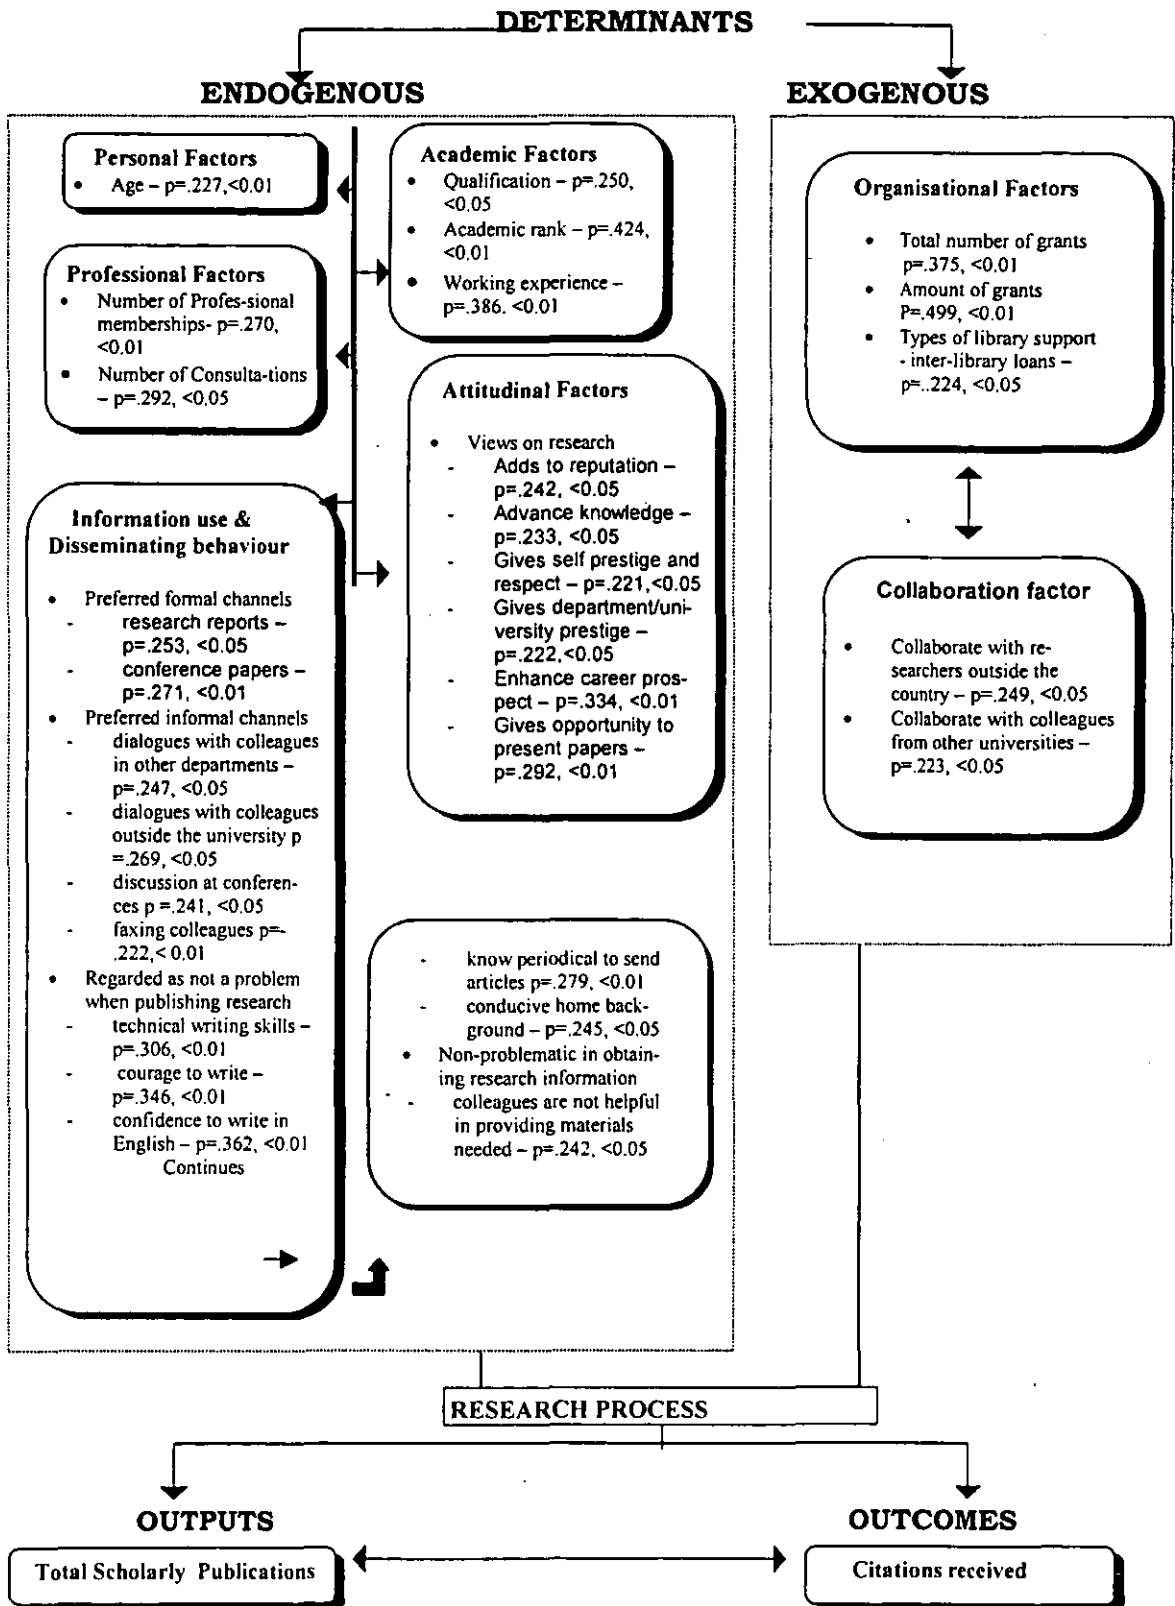 DETERMINANTS
ENDOGENOUS
Personal Factors
• Age – p=.227,<0.01
Academic Factors
• Qualification – p=.250,
<0.05
• Academic rank – p=.424,
<0.01
• Working experience –
p=.386. <0.01
Professional Factors
• Number of Profes-sional
memberships- p=.270,
<0.01
• Number of Consulta-tions
– p=.292, <0.05
Attitudinal Factors
• Views on research
- Adds to reputation –
p=.242, <0.05
- Advance knowledge –
p=.233, <0.05
- Gives self prestige and
respect – p=.221,<0.05
- Gives department/uni-
versity prestige –
p=.222,<0.05
- Enhance career pros-
pect – p=.334, <0.01
- Gives opportunity to
present papers –
p=.292, <0.01
Information use &
Disseminating behaviour
• Preferred formal channels
- research reports –
p=.253, <0.05
- conference papers –
p=.271, <0.01
• Preferred informal channels
- dialogues with colleagues
in other departments –
p=.247, <0.05
- dialogues with colleagues
outside the university p
=.269, <0.05
- discussion at conferen-
ces p =.241, <0.05
- faxing colleagues p=-
.222,< 0.01
• Regarded as not a problem
when publishing research
- technical writing skills –
p=.306, <0.01
- courage to write –
p=.346, <0.01
- confidence to write in
English – p=.362, <0.01
Continues
- know periodical to send
articles p=.279, <0.01
- conducive home back-
ground – p=.245, <0.05
• Non-problematic in obtain-
ing research information
- colleagues are not helpful
in providing materials
needed – p=.242, <0.05
EXOGENOUS
Organisational Factors
• Total number of grants
p=.375, <0.01
• Amount of grants
P=.499, <0.01
• Types of library support
- inter-library loans –
p=..224, <0.05
Collaboration factor
• Collaborate with re-
searchers outside the
country – p=.249, <0.05
• Collaborate with colleagues
from other universities –
p=.223, <0.05
RESEARCH PROCESS
OUTPUTS
Total Scholarly Publications
OUTCOMES
Citations received